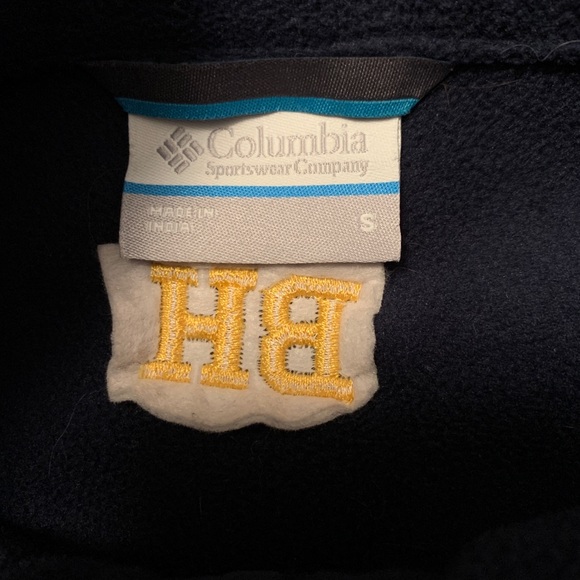 Columbia
Sportswear Company
MADE IN
INDIA S
BH